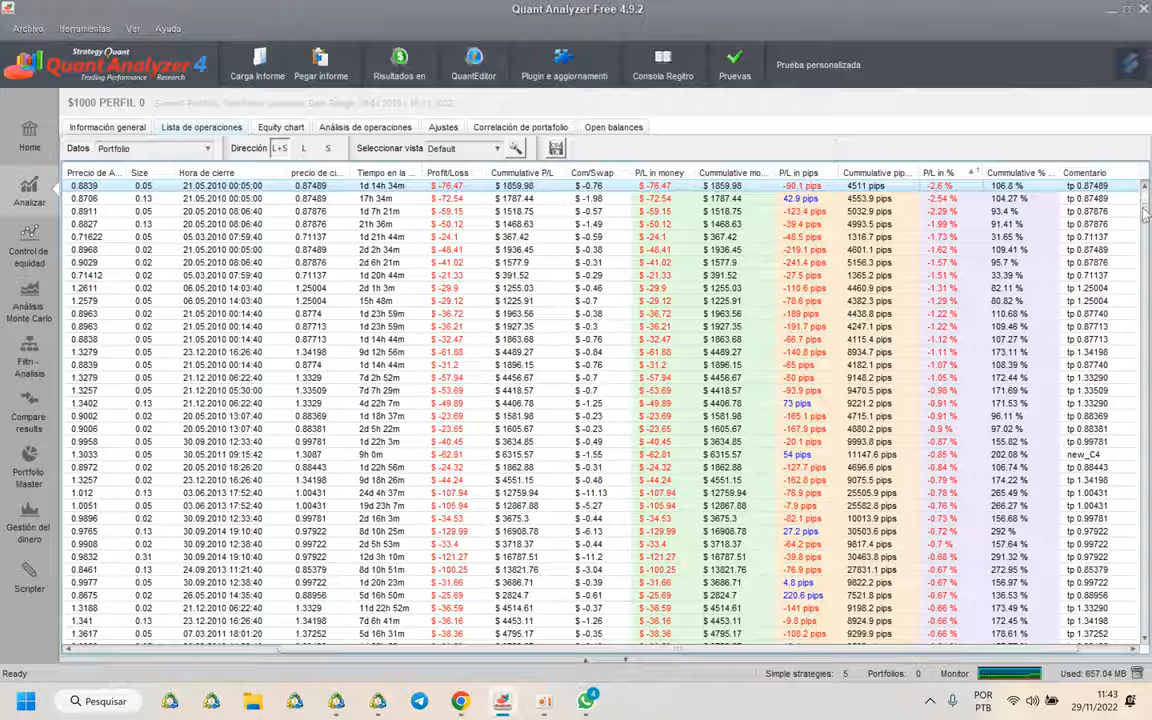 Quant Analyzer Free 4.9.2
Archivo Herramientas Ver Ayuda
Strategy Quant
QuantAnalyzer 4
Trading Performance Research
Carga Informe Pegar informe Risultados en QuantEditor Plugin e aggiornamenti Consola Registro Pruevas Prueba personalizada
$1000 PERFIL 0
Información general Lista de operaciones Equity chart Análisis de operaciones Ajustes Correlación de portafolio Open balances
Datos Portfolio Dirección L+S L S Seleccionar vista Default
Home
Analizar
Control de equidad
Análisis Monte Carlo
Filtri - Analisis
Compare results
Portfolio Master
Gestión del dinero
Scripter
Precio de A... Size Hora de cierre precio de ci... Tiempo en la ... Profit/Loss Cummulative P/L Com/Swap P/L in money Cummulative mo... P/L in pips Cummulative pip... P/L in % Cummulative % ... Comentario
0.8839 0.05 21.05.2010 00:05:00 0.87489 1d 14h 34m $ -76.47 $ 1859.98 $ -0.76 $ -76.47 $ 1859.98 -90.1 pips 4511 pips -2.6 % 106.8 % tp 0.87489
0.8706 0.13 21.05.2010 00:05:00 0.87489 17h 34m $ -72.54 $ 1787.44 $ -1.98 $ -72.54 $ 1787.44 42.9 pips 4553.9 pips -2.54 % 104.27 % tp 0.87489
0.8911 0.05 20.05.2010 08:06:40 0.87876 1d 7h 21m $ -59.15 $ 1518.75 $ -0.57 $ -59.15 $ 1518.75 -123.4 pips 5032.9 pips -2.29 % 93.4 % tp 0.87876
0.8827 0.13 20.05.2010 08:06:40 0.87876 21h 36m $ -50.12 $ 1468.63 $ -1.49 $ -50.12 $ 1468.63 -39.4 pips 4993.5 pips -1.99 % 91.41 % tp 0.87876
0.71622 0.05 05.03.2010 07:59:40 0.71137 1d 21h 44m $ -24.1 $ 367.42 $ -0.59 $ -24.1 $ 367.42 -48.5 pips 1316.7 pips -1.73 % 31.65 % tp 0.71137
0.8968 0.02 21.05.2010 00:05:00 0.87489 2d 2h 34m $ -48.41 $ 1936.45 $ -0.38 $ -48.41 $ 1936.45 -219.1 pips 4601.1 pips -1.62 % 109.41 % tp 0.87489
0.9029 0.02 20.05.2010 08:06:40 0.87876 2d 6h 21m $ -41.02 $ 1577.9 $ -0.38 $ -41.02 $ 1577.9 -241.4 pips 5156.3 pips -1.57 % 95.7 % tp 0.87876
0.71412 0.02 05.03.2010 07:59:40 0.71137 1d 20h 44m $ -21.33 $ 391.52 $ -0.29 $ -21.33 $ 391.52 -27.5 pips 1365.2 pips -1.51 % 33.39 % tp 0.71137
1.2611 0.02 06.05.2010 14:03:40 1.25004 2d 1h 3m $ -29.9 $ 1255.03 $ -0.46 $ -29.9 $ 1255.03 -110.6 pips 4460.9 pips -1.31 % 82.11 % tp 1.25004
1.2579 0.05 06.05.2010 14:03:40 1.25004 15h 48m $ -29.12 $ 1225.91 $ -0.7 $ -29.12 $ 1225.91 -78.6 pips 4382.3 pips -1.29 % 80.82 % tp 1.25004
0.8963 0.02 21.05.2010 00:14:40 0.8774 1d 23h 59m $ -36.72 $ 1963.56 $ -0.38 $ -36.72 $ 1963.56 -189 pips 4438.8 pips -1.22 % 110.68 % tp 0.87740
0.8963 0.02 21.05.2010 00:14:40 0.87713 1d 23h 59m $ -36.21 $ 1927.35 $ -0.3 $ -36.21 $ 1927.35 -191.7 pips 4247.1 pips -1.22 % 109.46 % tp 0.87713
0.8838 0.05 21.05.2010 00:14:40 0.87713 1d 14h 44m $ -32.47 $ 1863.68 $ -0.76 $ -32.47 $ 1863.68 -66.7 pips 4115.4 pips -1.12 % 107.27 % tp 0.87713
1.3279 0.05 23.12.2010 16:26:40 1.34198 9d 12h 56m $ -61.88 $ 4489.27 $ -0.84 $ -61.88 $ 4489.27 -140.8 pips 8934.7 pips -1.11 % 173.11 % tp 1.34198
0.8839 0.05 21.05.2010 00:14:40 0.8774 1d 14h 44m $ -31.2 $ 1896.15 $ -0.76 $ -31.2 $ 1896.15 -65 pips 4182.1 pips -1.07 % 108.39 % tp 0.87740
1.3279 0.05 21.12.2010 06:22:40 1.3329 7d 2h 52m $ -57.94 $ 4456.67 $ -0.7 $ -57.94 $ 4456.67 -50 pips 9148.2 pips -1.05 % 172.44 % tp 1.33290
1.3257 0.05 21.12.2010 05:30:00 1.33509 7d 7h 29m $ -53.93 $ 4418.57 $ -0.7 $ -53.93 $ 4418.57 -93.9 pips 9470.5 pips -0.98 % 171.69 % tp 1.33509
1.3402 0.13 21.12.2010 06:22:40 1.3329 4d 22h 7m $ -49.89 $ 4406.78 $ -1.25 $ -49.89 $ 4406.78 73 pips 9221.2 pips -0.91 % 171.53 % tp 1.33290
0.9002 0.02 20.05.2010 13:07:40 0.88369 1d 18h 37m $ -23.69 $ 1581.98 $ -0.23 $ -23.69 $ 1581.98 -165.1 pips 4715.1 pips -0.91 % 96.11 % tp 0.88369
0.9006 0.02 20.05.2010 13:07:40 0.88381 2d 5h 22m $ -23.65 $ 1605.67 $ -0.38 $ -23.65 $ 1605.67 -167.9 pips 4880.2 pips -0.9 % 97.02 % tp 0.88381
0.9958 0.02 30.09.2010 12:33:40 0.99781 1d 22h 3m $ -40.45 $ 3634.85 $ -0.49 $ -40.45 $ 3634.85 -20.1 pips 9993.8 pips -0.87 % 155.82 % tp 0.99781
1.3033 0.05 30.05.2011 09:15:42 1.3087 9h 0m $ -62.81 $ 6315.57 $ -1.55 $ -62.81 $ 6315.57 54 pips 11147.6 pips -0.85 % 202.08 % new_C4
0.8972 0.02 20.05.2010 18:26:20 0.88443 1d 22h 56m $ -24.32 $ 1862.88 $ -0.31 $ -24.32 $ 1862.88 -127.7 pips 4696.6 pips -0.84 % 106.74 % tp 0.88443
1.3257 0.02 23.12.2010 16:26:40 1.34198 9d 18h 26m $ -44.24 $ 4551.15 $ -0.38 $ -44.24 $ 4551.15 -162.8 pips 9075.5 pips -0.79 % 174.22 % tp 1.34198
1.012 0.13 03.06.2013 17:52:40 1.00431 24d 4h 37m $ -107.94 $ 12759.94 $ -11.13 $ -107.94 $ 12759.94 -76.9 pips 25505.9 pips -0.78 % 265.49 % tp 1.00431
1.0051 0.05 03.06.2013 17:52:40 1.00431 19d 23h 7m $ -105.94 $ 12867.88 $ -5.27 $ -105.94 $ 12867.88 -7.9 pips 25582.8 pips -0.76 % 266.27 % tp 1.00431
0.9896 0.02 30.09.2010 12:33:40 0.99781 2d 16h 3m $ -34.53 $ 3675.3 $ -0.44 $ -34.53 $ 3675.3 -82.1 pips 10013.9 pips -0.73 % 156.68 % tp 0.99781
0.9765 0.13 30.09.2014 19:10:40 0.97922 8d 10h 25m $ -129.99 $ 16908.78 $ -6.13 $ -129.99 $ 16908.78 27.2 pips 30436.6 pips -0.72 % 292 % tp 0.97922
0.9908 0.02 30.09.2010 12:38:40 0.99722 2d 5h 53m $ -33.4 $ 3718.37 $ -0.44 $ -33.4 $ 3718.37 -64.2 pips 9817.4 pips -0.7 % 157.64 % tp 0.99722
0.9832 0.31 30.09.2014 19:10:40 0.97922 12d 3h 10m $ -121.27 $ 16787.51 $ -11.2 $ -121.27 $ 16787.51 -39.8 pips 30463.8 pips -0.68 % 291.32 % tp 0.97922
0.8461 0.13 24.09.2013 11:21:40 0.85379 8d 10h 51m $ -100.25 $ 13821.76 $ -3.04 $ -100.25 $ 13821.76 -76.9 pips 27831.1 pips -0.67 % 272.95 % tp 0.85379
0.9977 0.05 30.09.2010 12:38:40 0.99722 1d 20h 23m $ -31.66 $ 3686.71 $ -0.39 $ -31.66 $ 3686.71 4.8 pips 9822.2 pips -0.66 % 156.97 % tp 0.99722
0.8675 0.02 26.05.2010 14:35:40 0.88956 5d 16h 50m $ -25.69 $ 2824.7 $ -0.61 $ -25.69 $ 2824.7 220.6 pips 7521.8 pips -0.67 % 136.53 % tp 0.88956
1.3188 0.02 21.12.2010 06:22:40 1.3329 11d 22h 52m $ -36.59 $ 4514.61 $ -0.37 $ -36.59 $ 4514.61 -141 pips 9198.2 pips -0.66 % 173.49 % tp 1.33290
1.341 0.02 23.12.2010 16:26:40 1.34198 7d 6h 41m $ -36.16 $ 4453.11 $ -1.26 $ -36.16 $ 4453.11 -9.8 pips 8924.9 pips -0.66 % 172.45 % tp 1.34198
1.3617 0.05 07.03.2011 18:01:20 1.37252 5d 16h 31m $ -38.36 $ 4795.17 $ -0.35 $ -38.36 $ 4795.17 -108.2 pips 9299.9 pips -0.66 % 178.61 % tp 1.37252
Ready Simple strategies: 5 Portfolios: 0 Monitor Used: 657.04 MB
Pesquisar
4
POR
PTB
11:43
29/11/2022